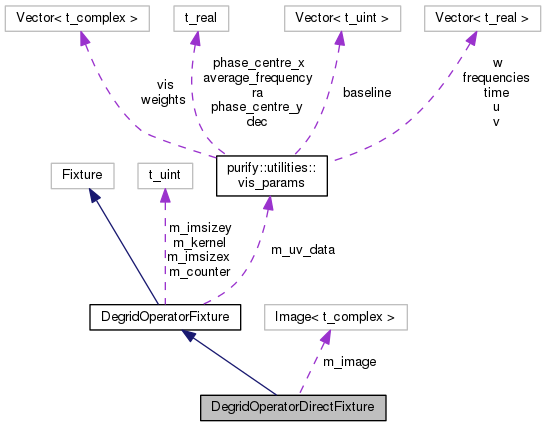 Vector< t_complex >
t_real
Vector< t_uint >
Vector< t_real >
vis
weights
phase_centre_x
average_frequency
ra
phase_centre_y
dec
baseline
w
frequencies
time
u
v
purify::utilities::
vis_params
Fixture
t_uint
m_imsizey
m_kernel
m_imsizex
m_counter
m_uv_data
DegridOperatorFixture
Image< t_complex >
m_image
DegridOperatorDirectFixture